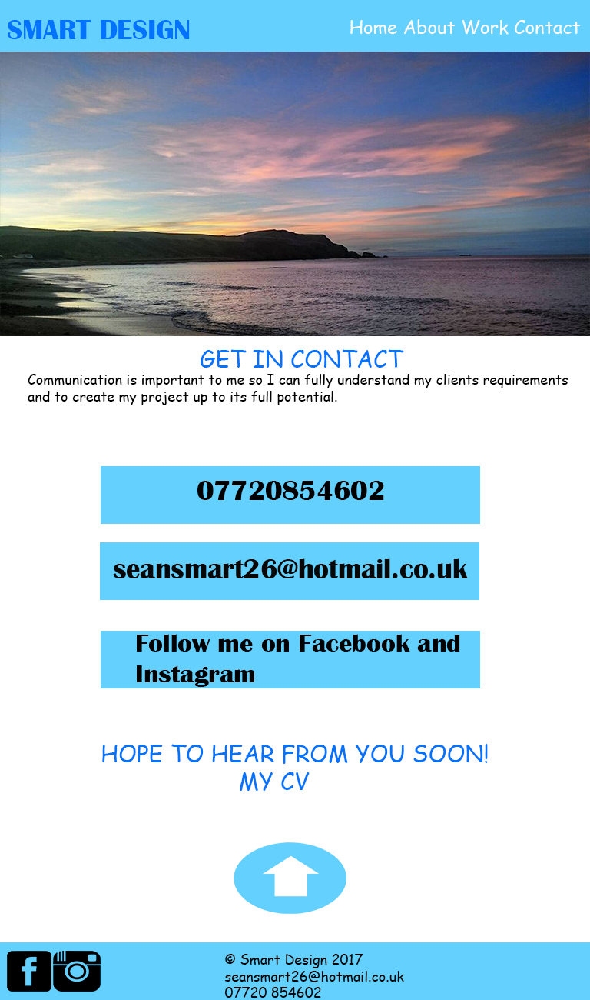 SMART DESIGN
Home About Work Contact
GET IN CONTACT
Communication is important to me so I can fully understand my clients requirements
and to create my project up to its full potential.
07720854602
seansmart26@hotmail.co.uk
Follow me on Facebook and
Instagram
HOPE TO HEAR FROM YOU SOON!
MY CV
© Smart Design 2017
seansmart26@hotmail.co.uk
07720 854602